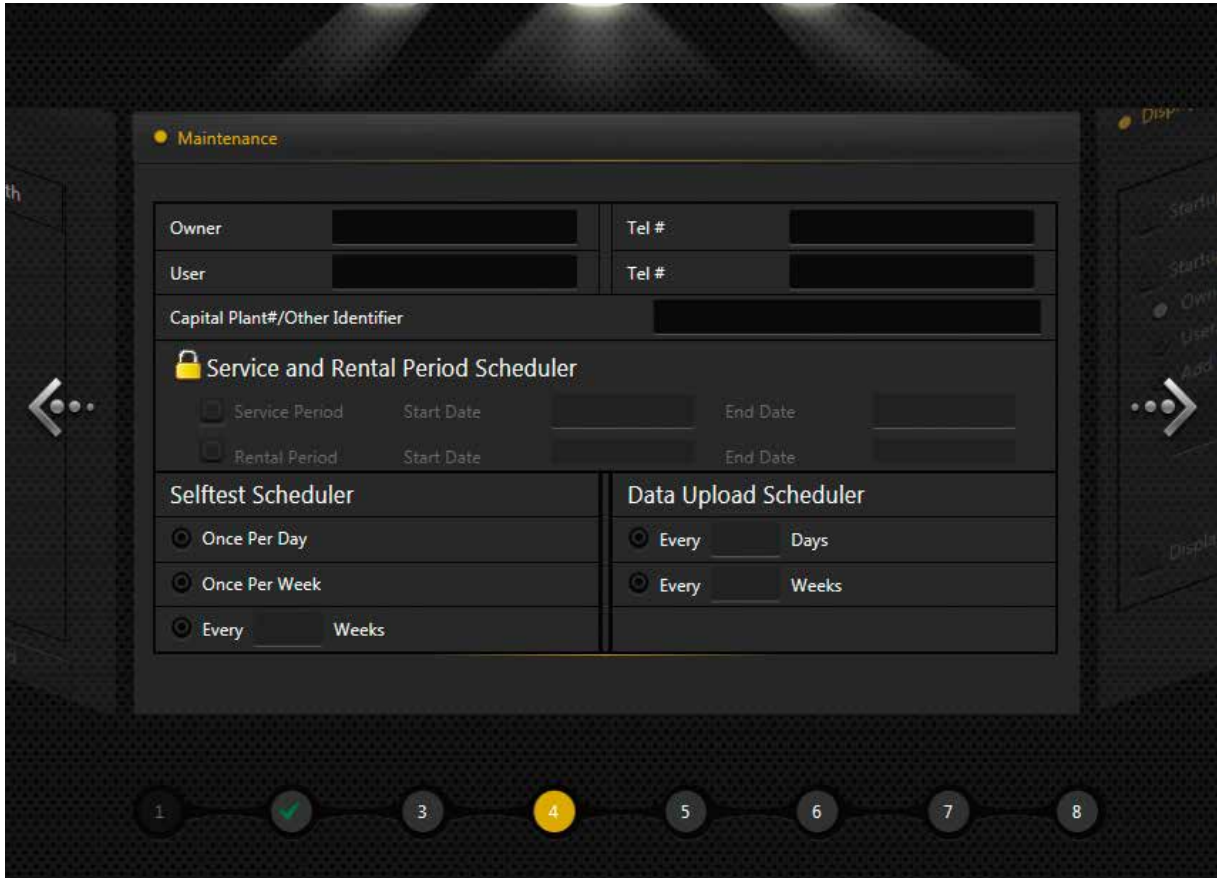 Maintenance
Owner
Tel #
User
Tel #
Capital Plant#/Other Identifier
Service and Rental Period Scheduler
Service Period Start Date End Date
Rental Period Start Date End Date
Selftest Scheduler
Data Upload Scheduler
Once Per Day
Every Days
Once Per Week
Every Weeks
Every Weeks
th
1 3 4 5 6 7 8